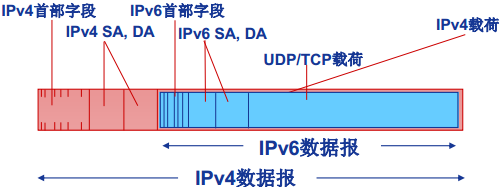 IPv4首部字段
IPv6首部字段
IPv4载荷
IPv4 SA, DA
IPv6 SA, DA
UDP/TCP载荷
IPv6数据报
IPv4数据报